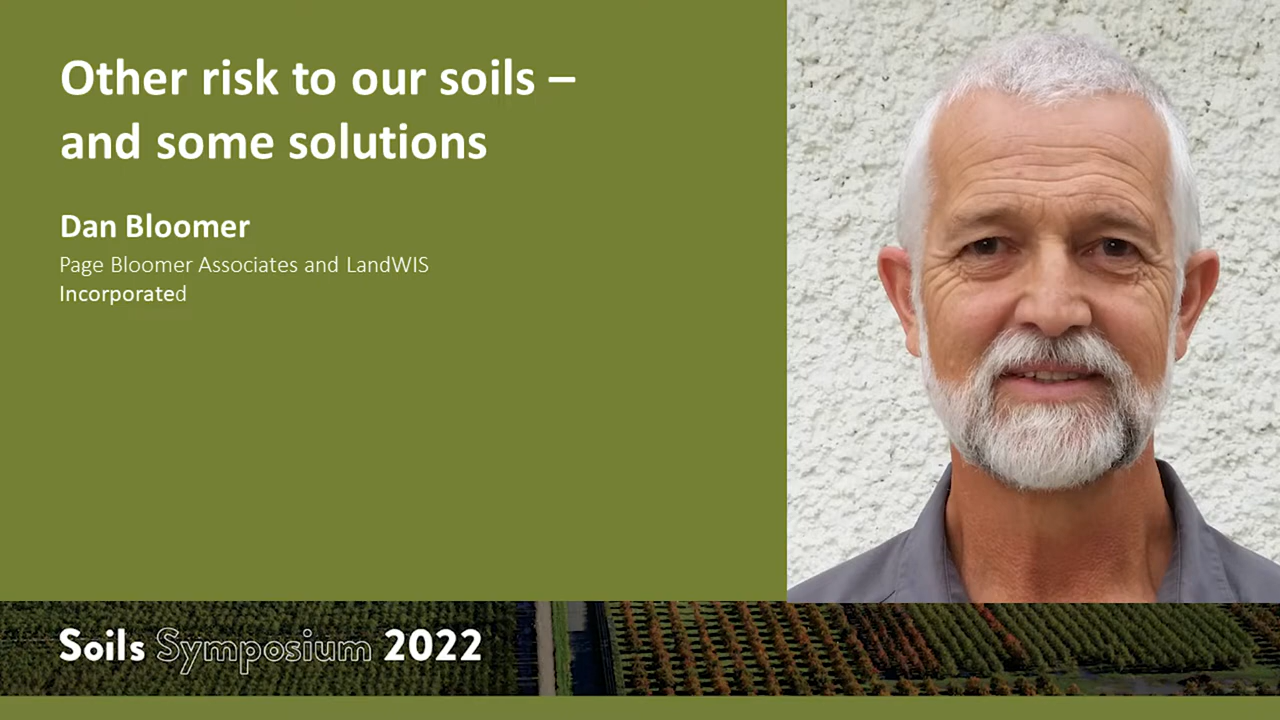 Other risk to our soils –
and some solutions
Dan Bloomer
Page Bloomer Associates and LandWIS
Incorporated
Soils Symposium 2022